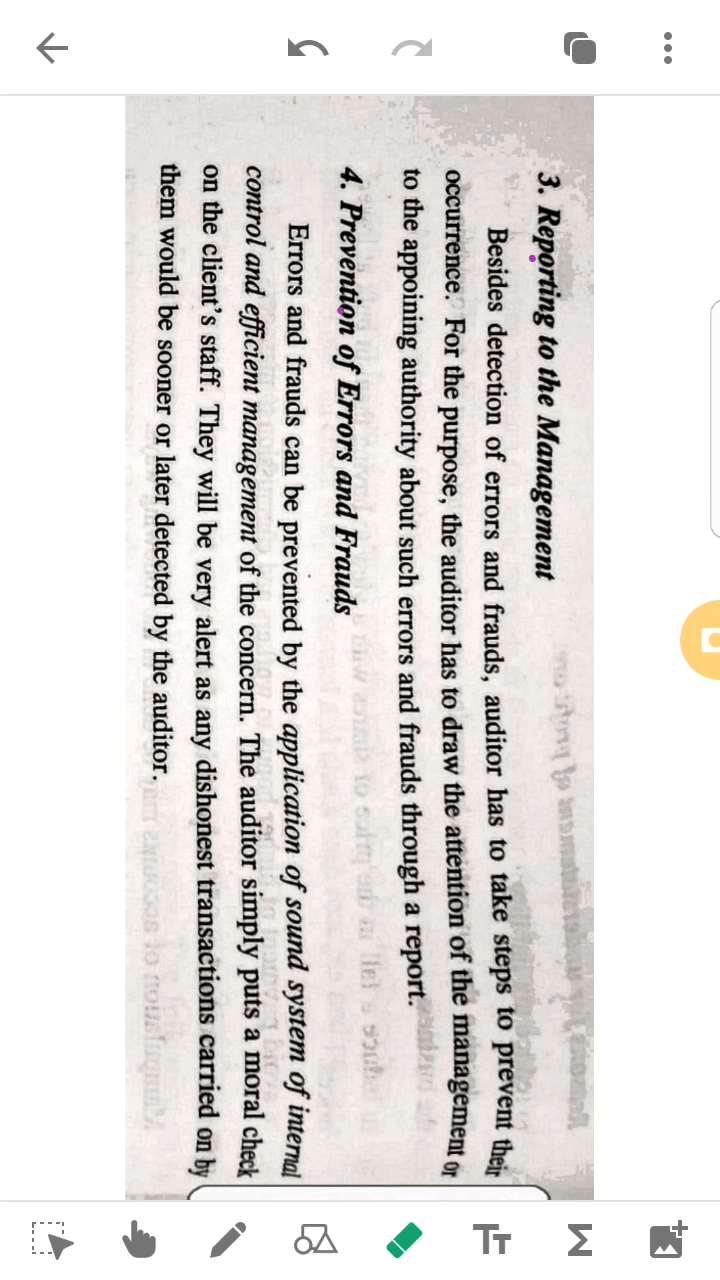 3. Reporting to the Management
Besides detection of errors and frauds, auditor has to take steps to prevent their
occurrence. For the purpose, the auditor has to draw the attention of the management or
to the appoining authority about such errors and frauds through a report.
4. Prevention of Errors and Frauds
Errors and frauds can be prevented by the application of sound system of internal
control and efficient management of the concern. The auditor simply puts a moral check
on the client's staff. They will be very alert as any dishonest transactions carried on by
them would be sooner or later detected by the auditor.
Tт
Σ